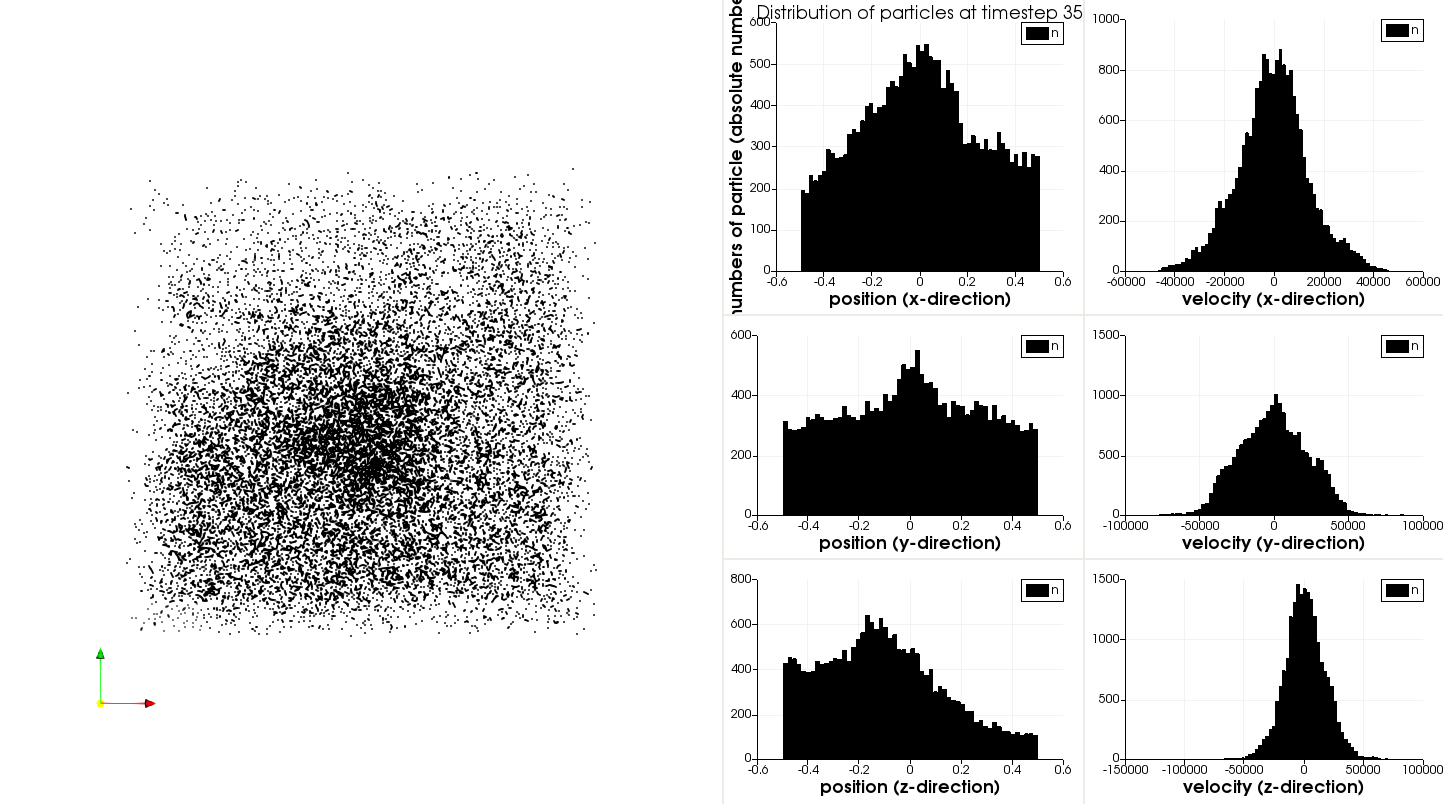 Distribution of particles at timestep 35
numbers of particle (absolute numbe
600
500
400
300
200
100
0
-0.6 -0.4 -0.2 0 0.2 0.4 0.6
position (x-direction)
n
1000
800
600
400
200
0
-60000 -40000 -20000 0 20000 40000 60000
velocity (x-direction)
n
600
400
200
0
-0.6 -0.4 -0.2 0 0.2 0.4 0.6
position (y-direction)
n
1500
1000
500
0
-100000 -50000 0 50000 100000
velocity (y-direction)
n
800
600
400
200
0
-0.6 -0.4 -0.2 0 0.2 0.4 0.6
position (z-direction)
n
1500
1000
500
0
-150000 -100000 -50000 0 50000 100000
velocity (z-direction)
n